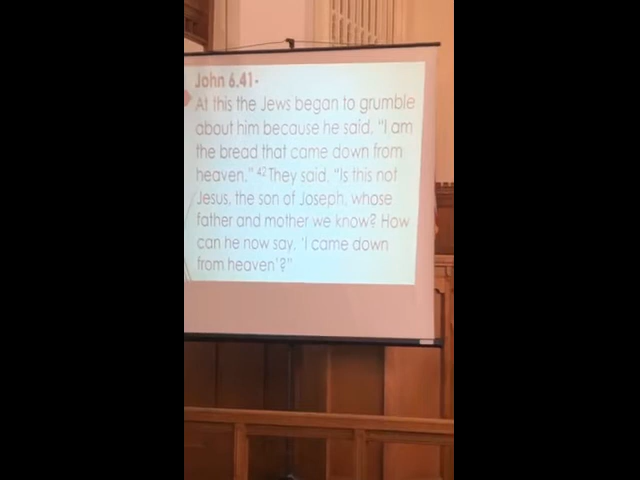 John 6.41-
At this the Jews began to grumble
about him because he said, "I am
the bread that came down from
heaven." 42 They said, "Is this not
Jesus, the son of Joseph, whose
father and mother we know? How
can he now say, 'I came down
from heaven'?"